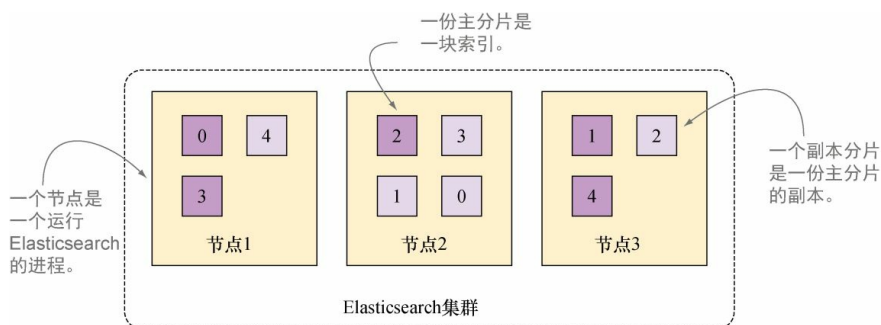 一份主分片是
一块索引。
0
4
3
节点1
2
3
1
0
节点2
1
2
4
节点3
一个节点是
一个运行
Elasticsearch
的进程。
一个副本分片
是一份主分片
的副本。
Elasticsearch集群